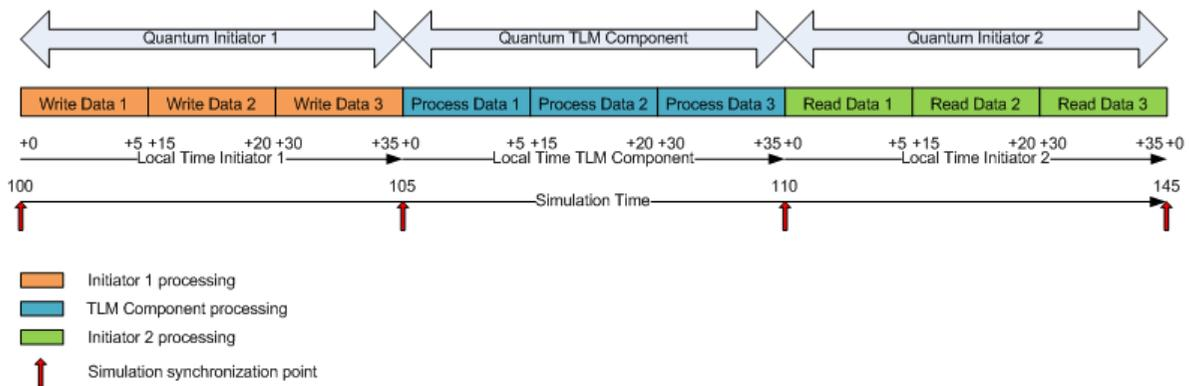 Quantum Initiator 1 Quantum TLM Component Quantum Initiator 2
Write Data 1 Write Data 2 Write Data 3 Process Data 1 Process Data 2 Process Data 3 Read Data 1 Read Data 2 Read Data 3
+0 +5 +15 +20 +30 +35 +0 +5 +15 +20 +30 +35 +0 +5 +15 +20 +30 +35 +0
Local Time Initiator 1 Local Time TLM Component Local Time Initiator 2
100 105 110 145
Simulation Time
Initiator 1 processing
TLM Component processing
Initiator 2 processing
Simulation synchronization point